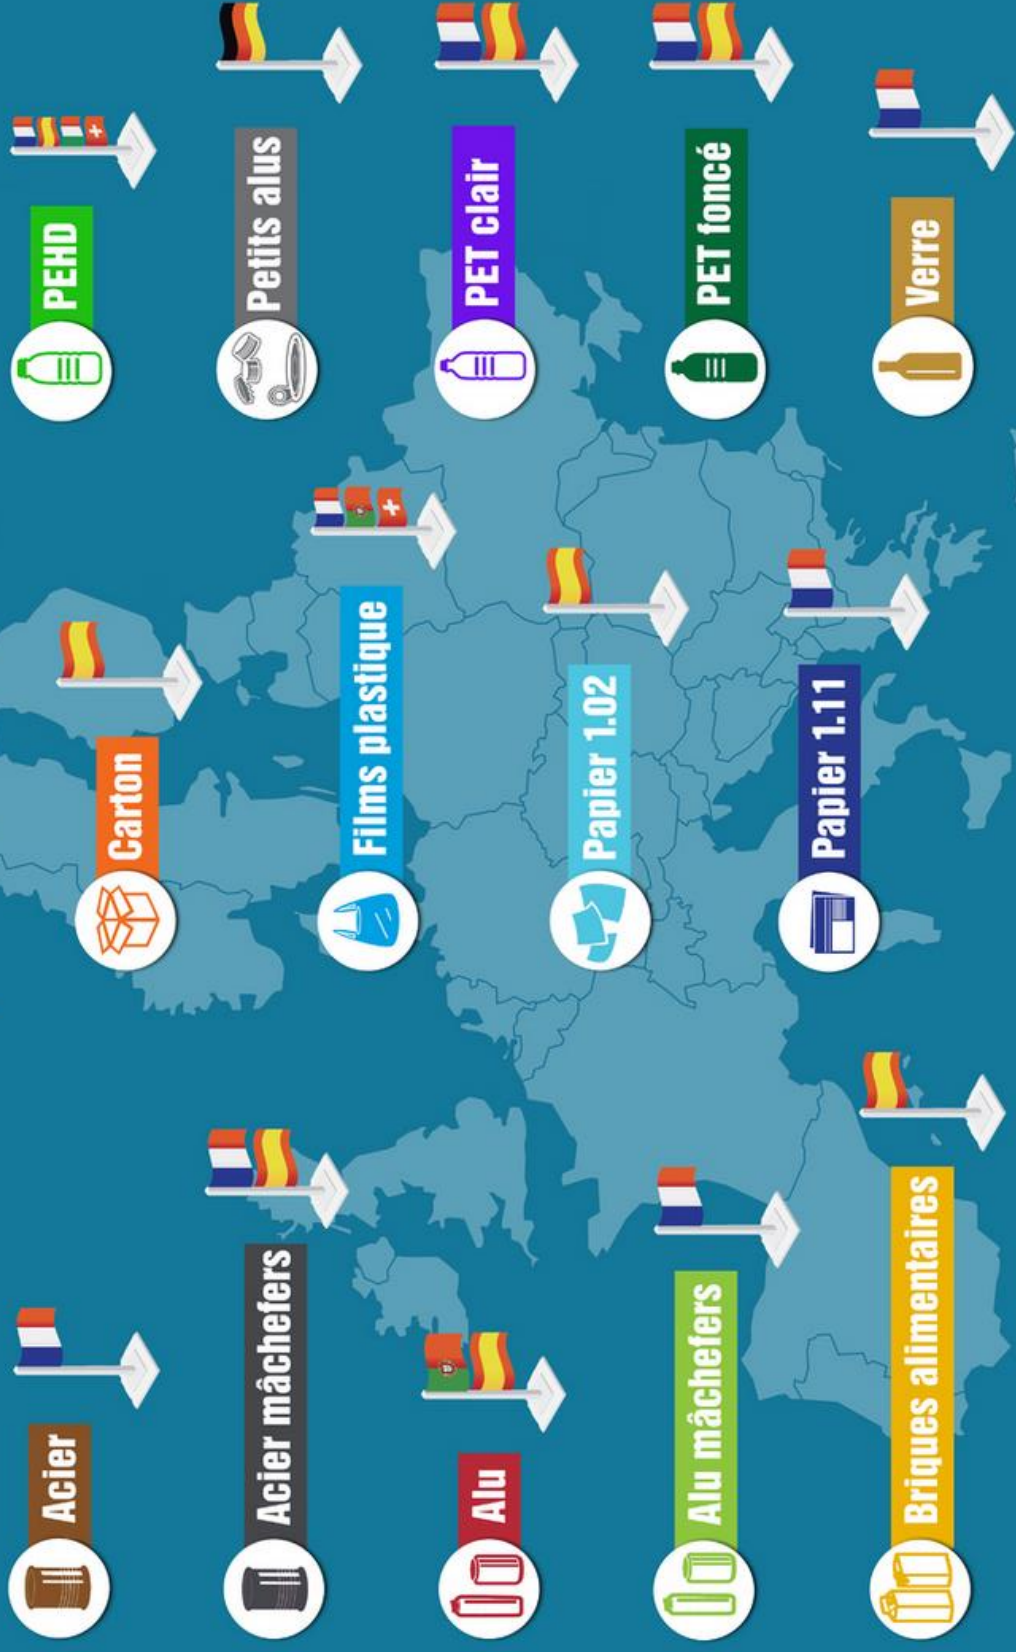 Acier
Acier mâchefers
Alu
Alu mâchefers
Briques alimentaires
Carton
Films plastique
Papier 1.02
Papier 1.11
PEHD
Petits alus
PET clair
PET foncé
Verre